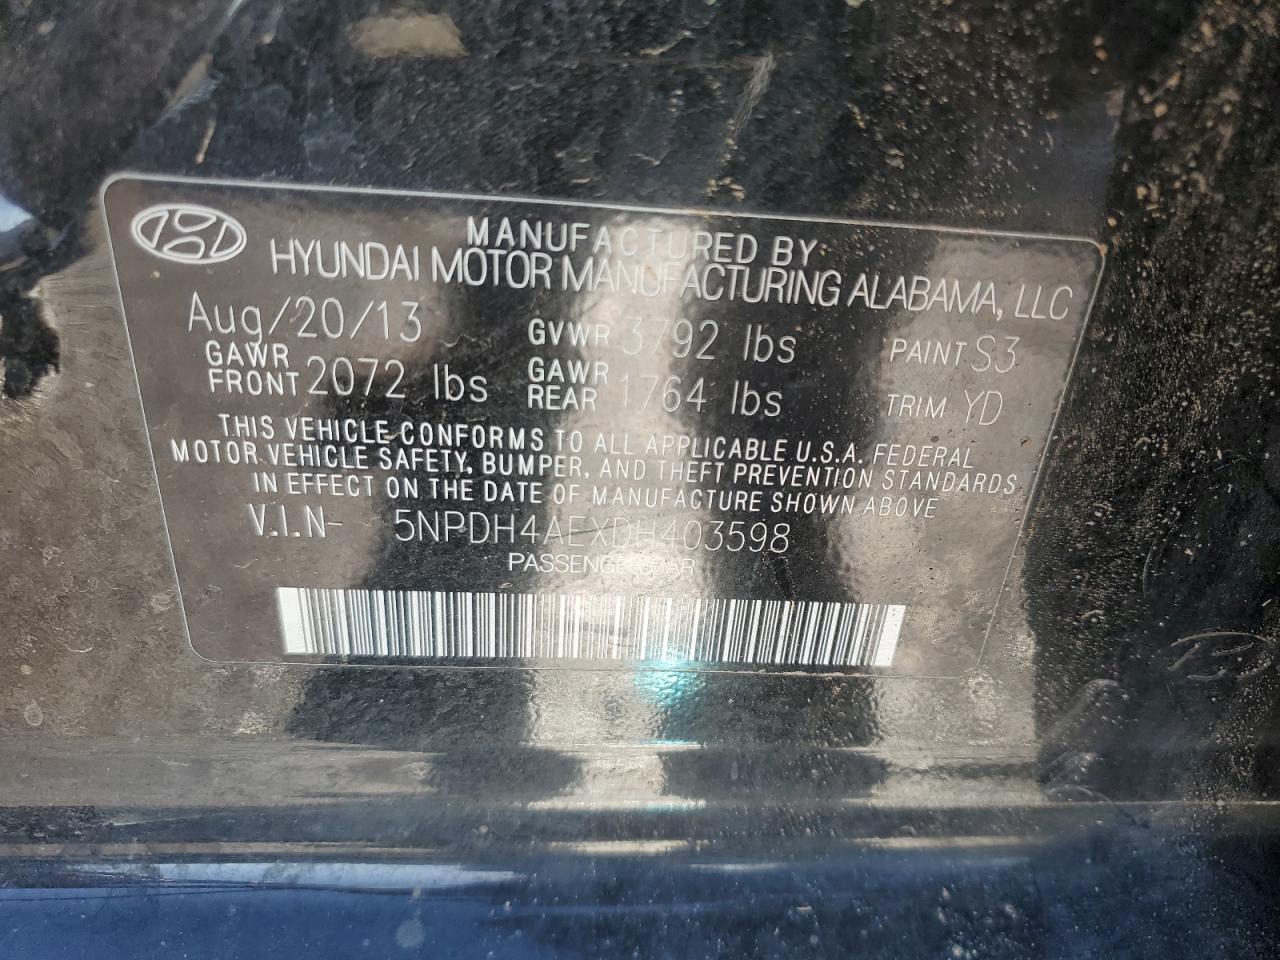 MANUFACTURED BY
HYUNDAI MOTOR MANUFACTURING ALABAMA, LLC
Aug/20/13 GVWR 3792 lbs PAINT S3
GAWR FRONT 2072 lbs GAWR REAR 1764 lbs TRIM YD
THIS VEHICLE CONFORMS TO ALL APPLICABLE U.S.A. FEDERAL
MOTOR VEHICLE SAFETY, BUMPER, AND THEFT PREVENTION STANDARDS
IN EFFECT ON THE DATE OF MANUFACTURE SHOWN ABOVE
V.I.N- 5NPDH4AEXDH403598
PASSENGER CAR